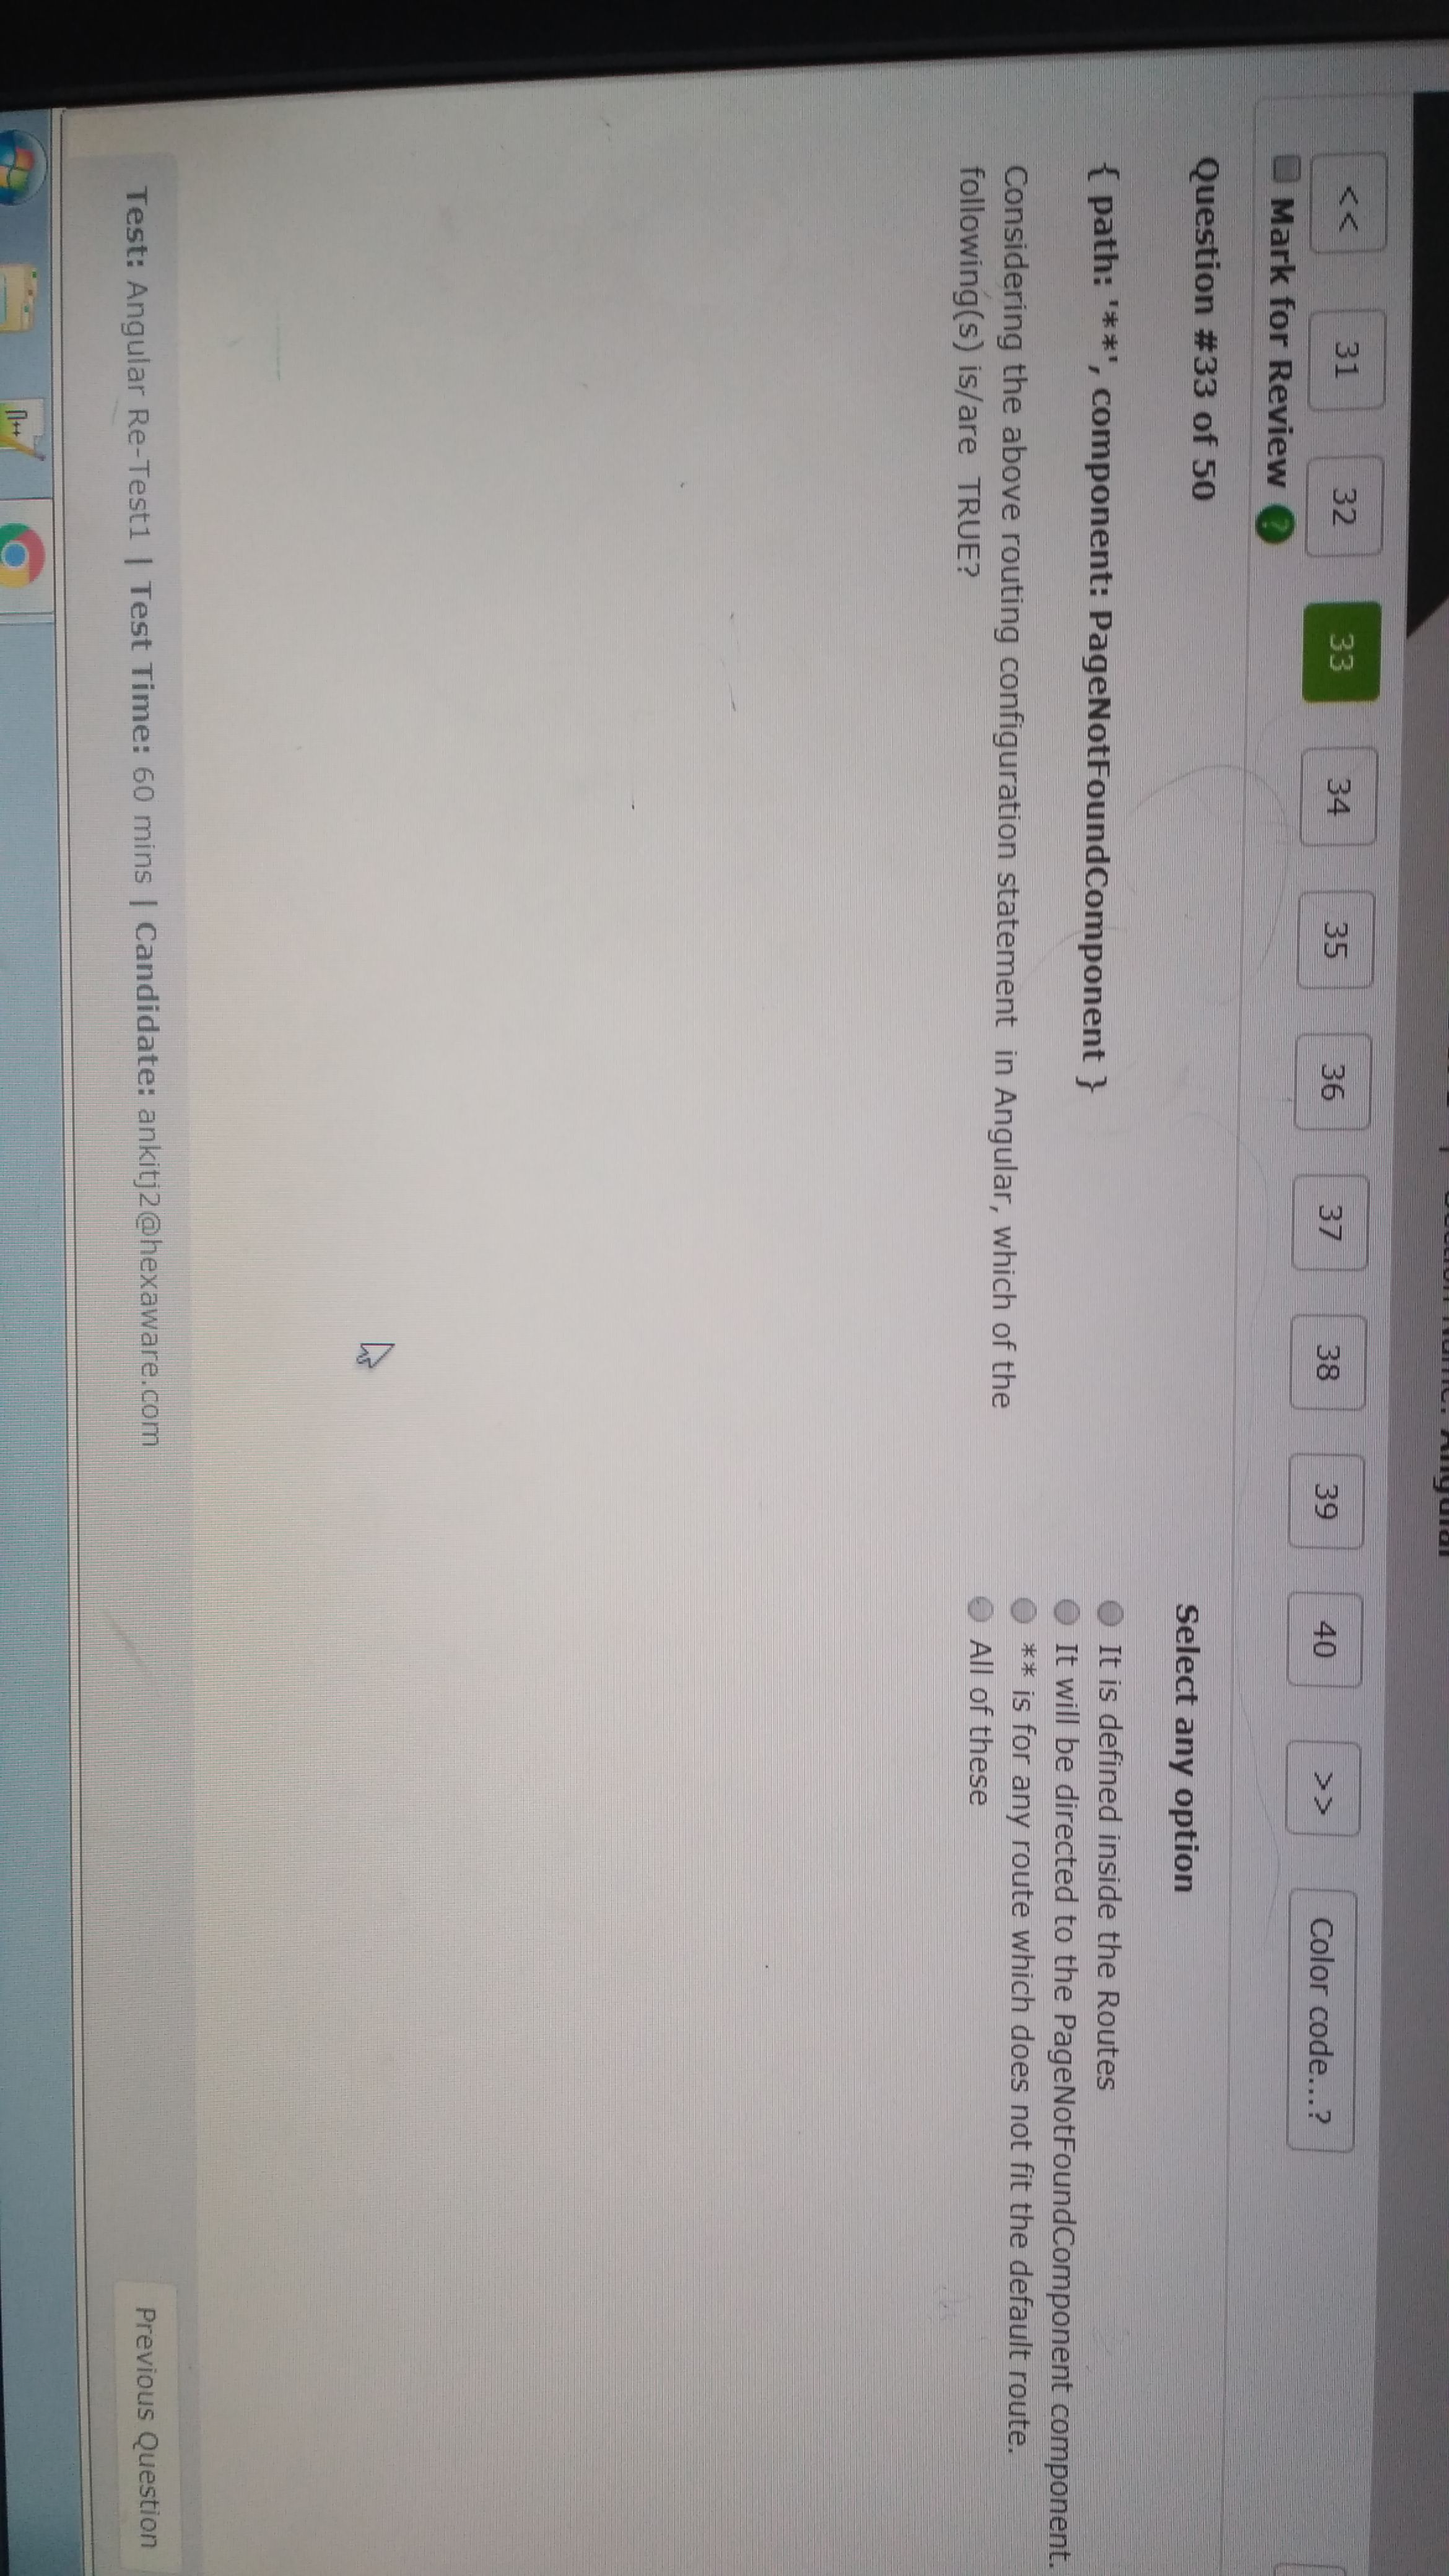 <<
31
32
33
34
35
36
37
38
39
40
>>
Color code...?
Mark for Review ?
Question #33 of 50
{ path: '**', component: PageNotFoundComponent }
Considering the above routing configuration statement in Angular, which of the
following(s) is/are TRUE?
Select any option
It is defined inside the Routes
It will be directed to the PageNotFoundComponent component.
** is for any route which does not fit the default route.
All of these
Test: Angular Re-Test1 | Test Time: 60 mins | Candidate: ankitj2@hexaware.com
Previous Question